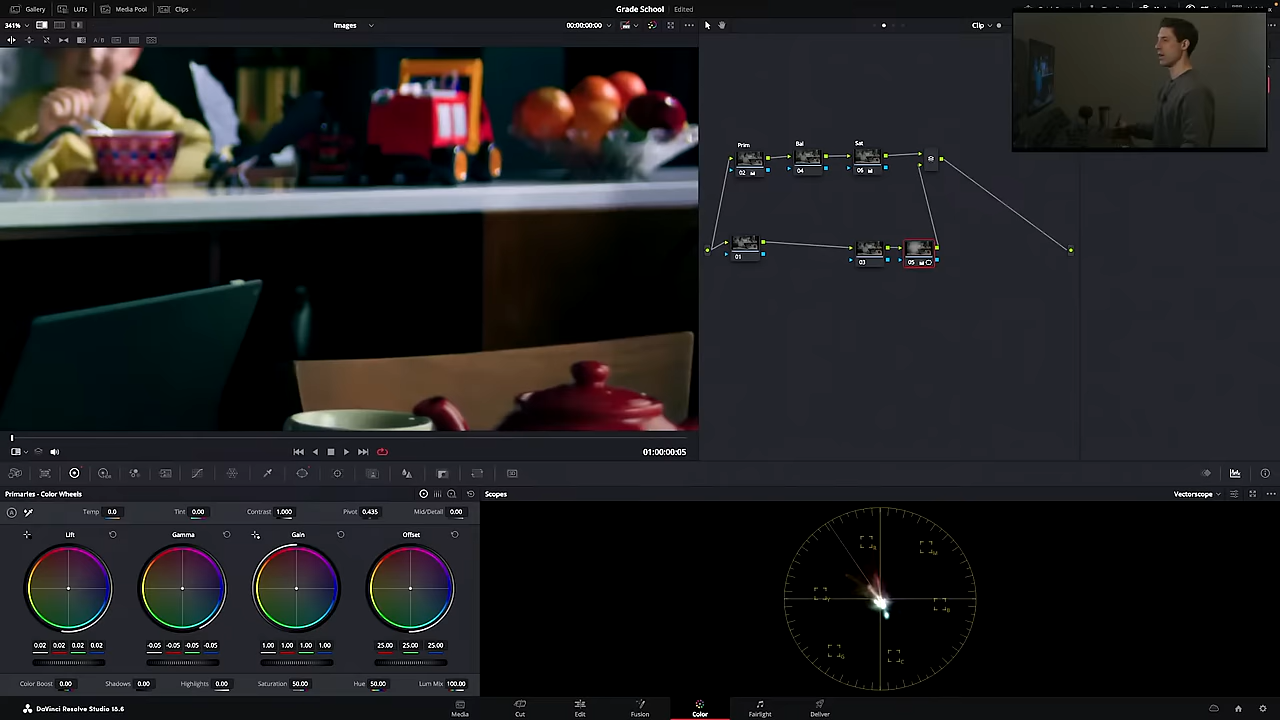 Gallery LUTs Media Pool Clips Grade School Edited
341% Images 00:00:00:00 Clip
A/B
Prim Bal Sat
02 04 06
01 03 05
01:00:00:05
Primaries - Color Wheels Scopes Vectorscope
Temp 0.0 Tint 0.00 Contrast 1.000 Pivot 0.435 Mid/Detail 0.00
Lift Gamma Gain Offset
0.02 0.02 0.02 0.02 -0.05 -0.05 -0.05 -0.05 1.00 1.00 1.00 1.00 25.00 25.00 25.00
Color Boost 0.00 Shadows 0.00 Highlights 0.00 Saturation 50.00 Hue 50.00 Lum Mix 100.00
R M
Y B
G C
DaVinci Resolve Studio 18.6 Media Cut Edit Fusion Color Fairlight Deliver